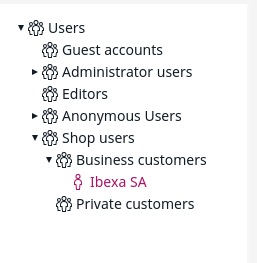 Users
Guest accounts
Administrator users
Editors
Anonymous Users
Shop users
Business customers
Ibexa SA
Private customers